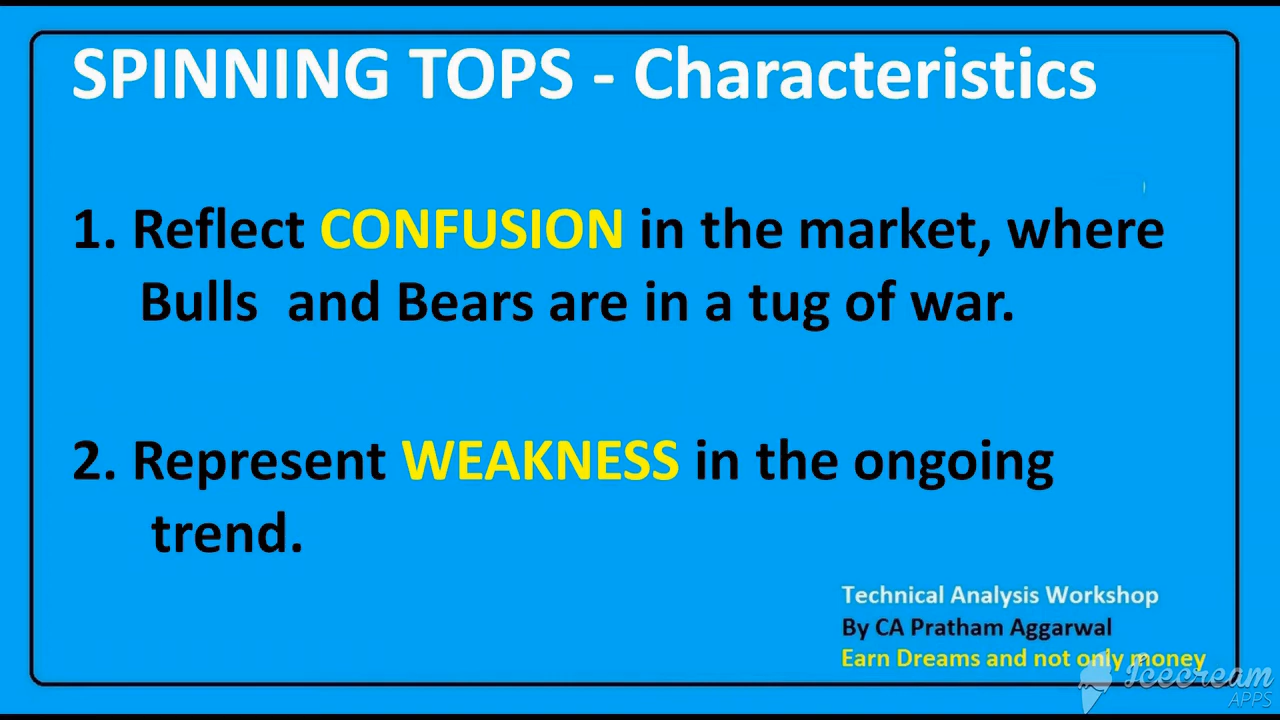 SPINNING TOPS - Characteristics
1. Reflect CONFUSION in the market, where
Bulls and Bears are in a tug of war.
2. Represent WEAKNESS in the ongoing
trend.
Technical Analysis Workshop
By CA Pratham Aggarwal
Earn Dreams and not only money
Icecream
APPS